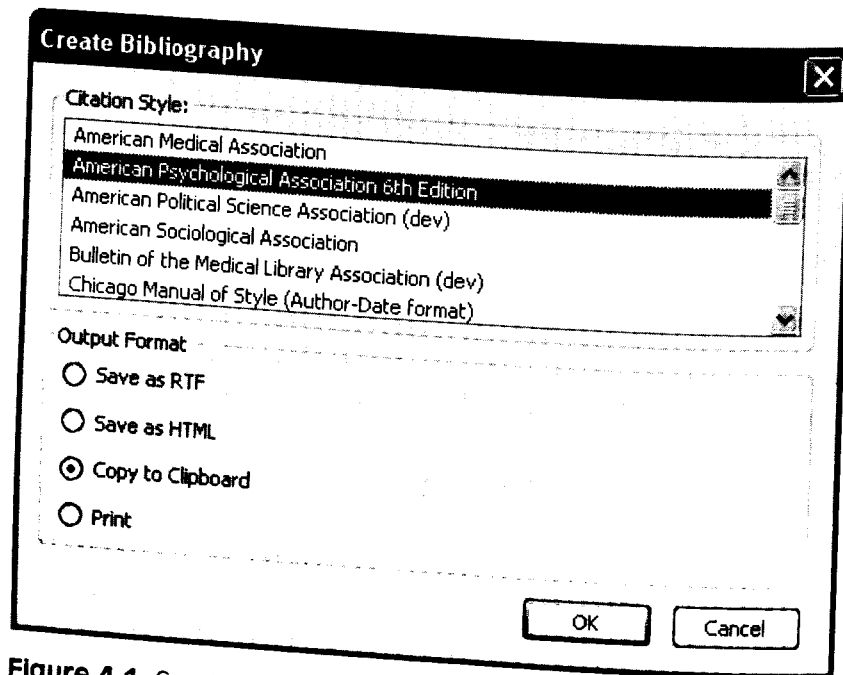 Create Bibliography
Citation Style:
American Medical Association
American Psychological Association 6th Edition
American Political Science Association (dev)
American Sociological Association
Bulletin of the Medical Library Association (dev)
Chicago Manual of Style (Author-Date format)
Output Format
Save as RTF
Save as HTML
Copy to Clipboard
Print
OK
Cancel
Figure 4-1